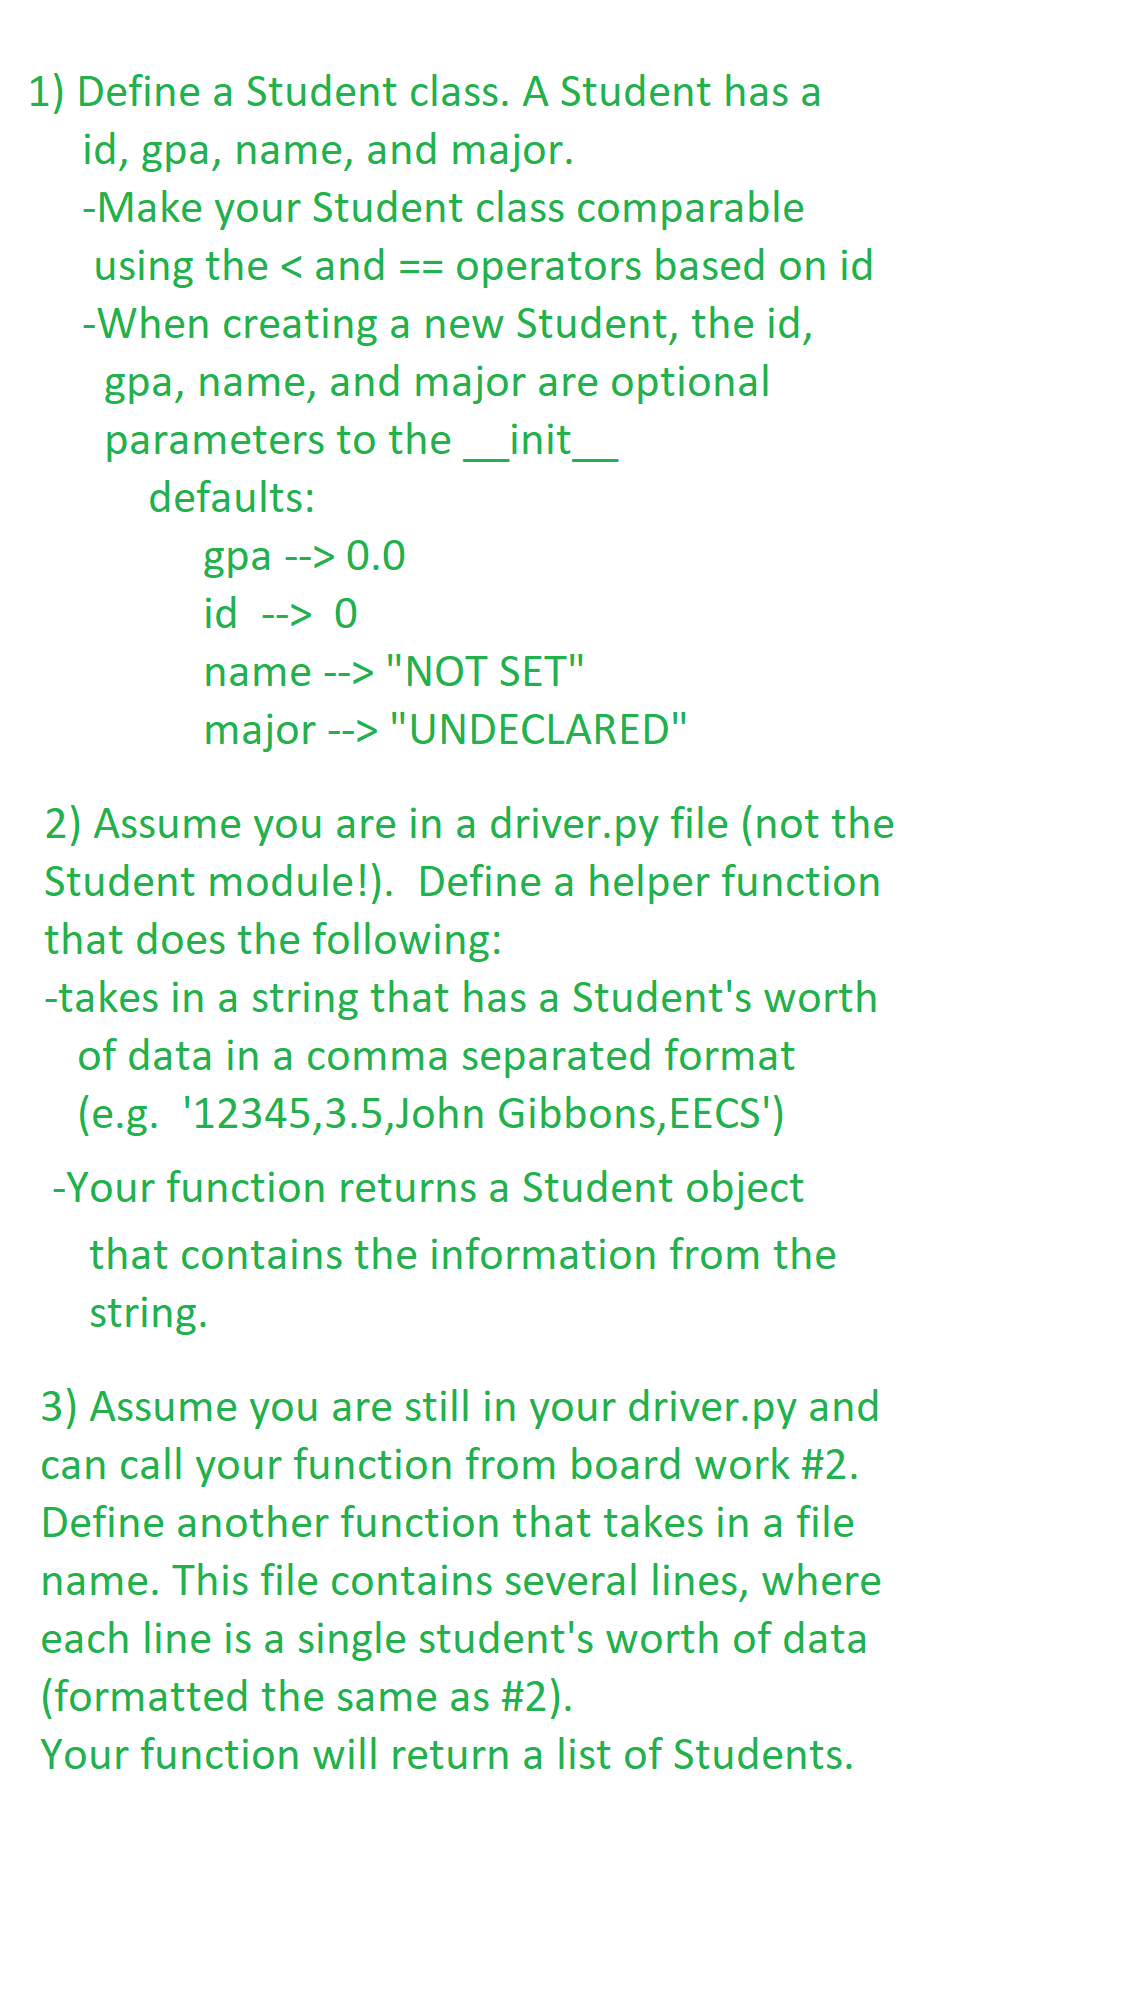 1) Define a Student class. A Student has a
id, gpa, name, and major.
-Make your Student class comparable
using the < and == operators based on id
-When creating a new Student, the id,
gpa, name, and major are optional
parameters to the __init__
defaults:
gpa --> 0.0
id --> 0
name --> "NOT SET"
major --> "UNDECLARED"
2) Assume you are in a driver.py file (not the
Student module!). Define a helper function
that does the following:
-takes in a string that has a Student's worth
of data in a comma separated format
(e.g. '12345,3.5,John Gibbons,EECS')
-Your function returns a Student object
that contains the information from the
string.
3) Assume you are still in your driver.py and
can call your function from board work #2.
Define another function that takes in a file
name. This file contains several lines, where
each line is a single student's worth of data
(formatted the same as #2).
Your function will return a list of Students.